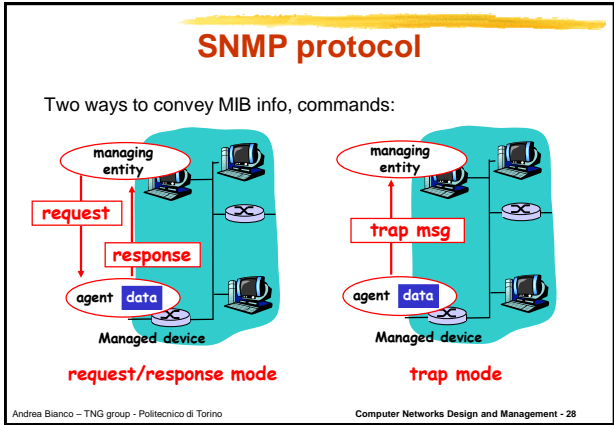 SNMP protocol
Two ways to convey MIB info, commands:
managing
entity
request
response
agent data
Managed device
request/response mode
managing
entity
trap msg
agent data
Managed device
trap mode
Andrea Bianco – TNG group - Politecnico di Torino
Computer Networks Design and Management - 28